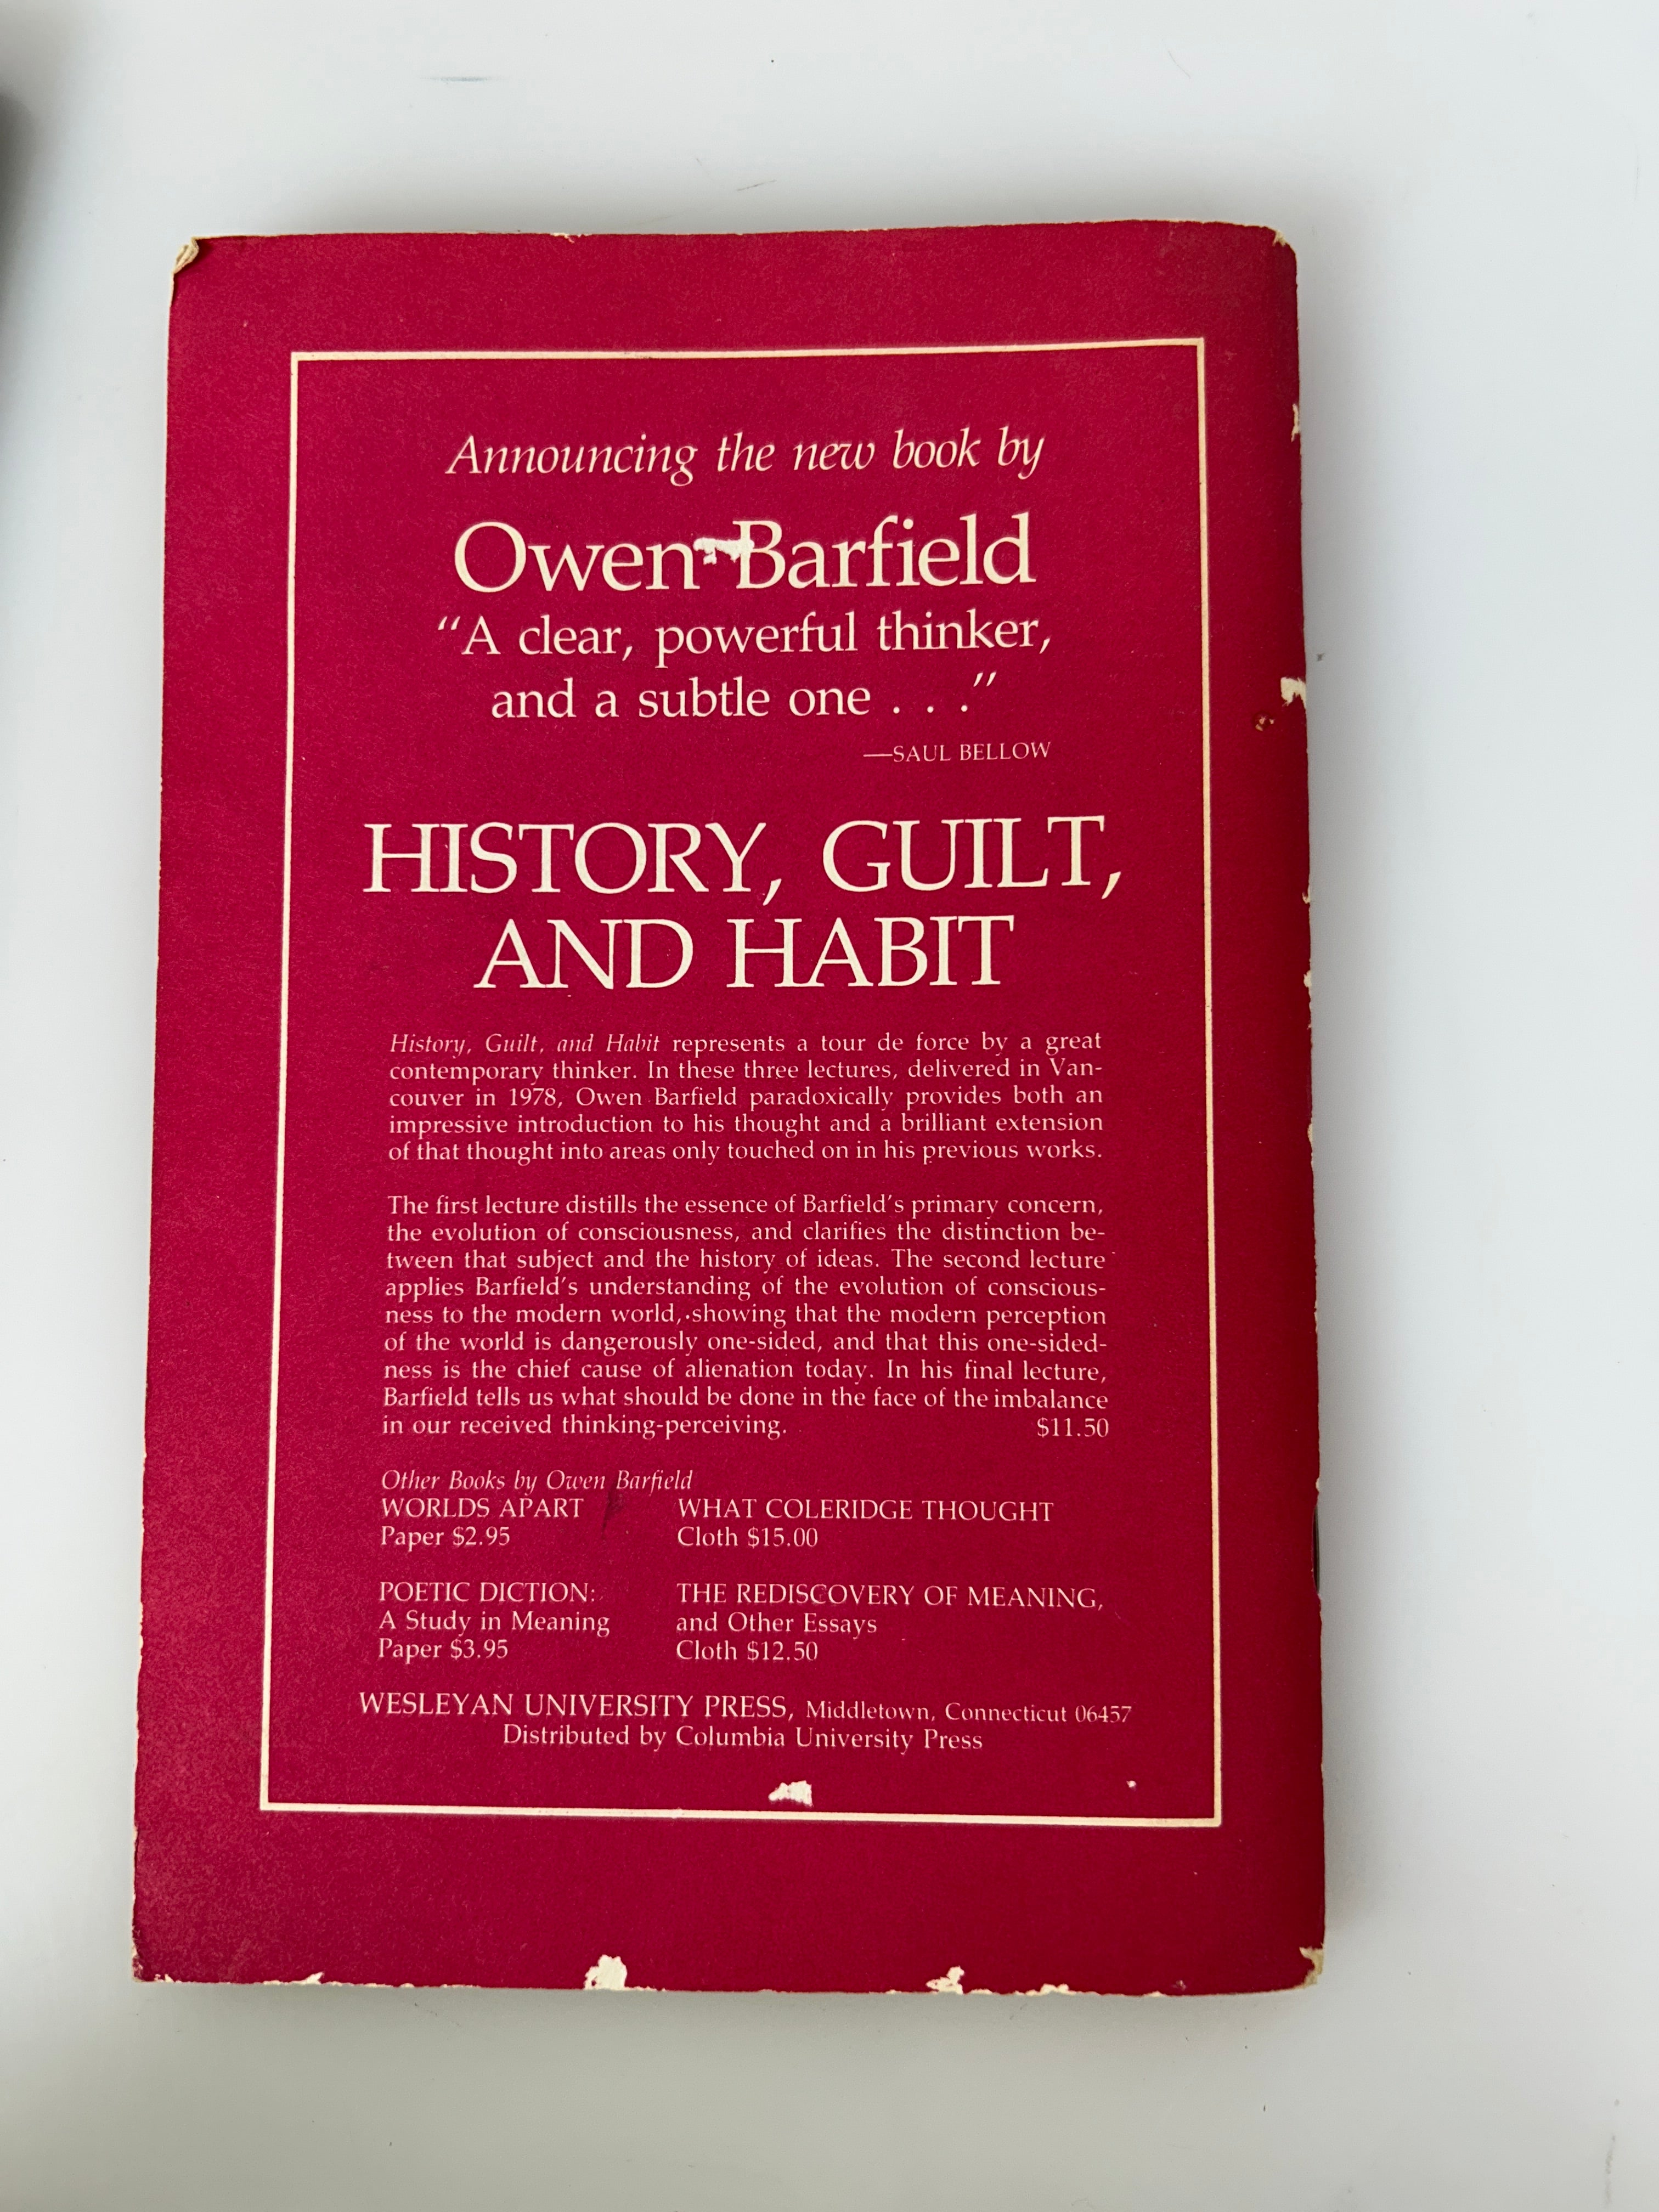 Announcing the new book by
Owen Barfield
“A clear, powerful thinker,
and a subtle one . . .”
—SAUL BELLOW
HISTORY, GUILT,
AND HABIT
History, Guilt, and Habit represents a tour de force by a great
contemporary thinker. In these three lectures, delivered in Van-
couver in 1978, Owen Barfield paradoxically provides both an
impressive introduction to his thought and a brilliant extension
of that thought into areas only touched on in his previous works.
The first lecture distills the essence of Barfield’s primary concern,
the evolution of consciousness, and clarifies the distinction be-
tween that subject and the history of ideas. The second lecture
applies Barfield’s understanding of the evolution of conscious-
ness to the modern world, showing that the modern perception
of the world is dangerously one-sided, and that this one-sided-
ness is the chief cause of alienation today. In his final lecture,
Barfield tells us what should be done in the face of the imbalance
in our received thinking-perceiving. $11.50
Other Books by Owen Barfield
WORLDS APART
Paper $2.95
WHAT COLERIDGE THOUGHT
Cloth $15.00
POETIC DICTION:
A Study in Meaning
Paper $3.95
THE REDISCOVERY OF MEANING,
and Other Essays
Cloth $12.50
WESLEYAN UNIVERSITY PRESS, Middletown, Connecticut 06457
Distributed by Columbia University Press